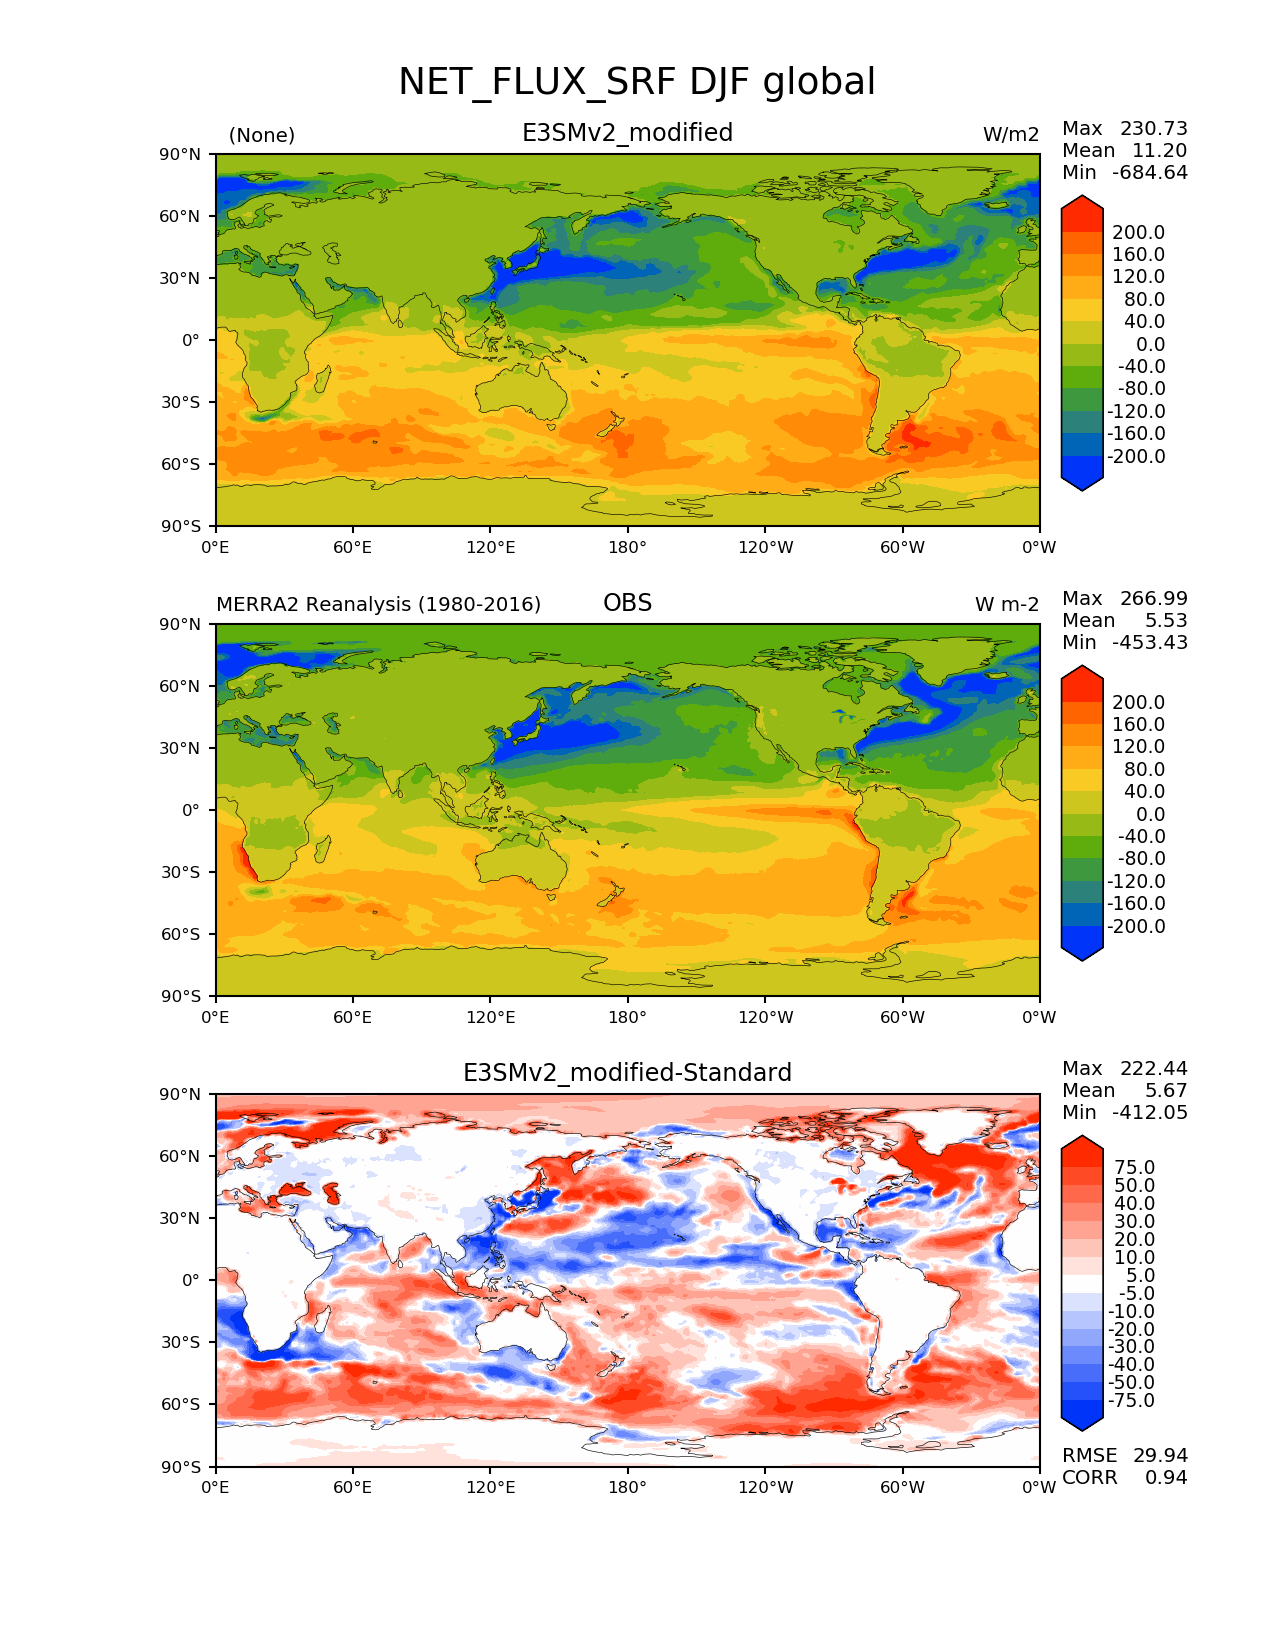 NET_FLUX_SRF DJF global
(None) E3SMv2_modified W/m2
Max 230.73
Mean 11.20
Min -684.64
90°N
60°N
30°N
0°
30°S
60°S
90°S
0°E 60°E 120°E 180° 120°W 60°W 0°W
200.0
160.0
120.0
80.0
40.0
0.0
-40.0
-80.0
-120.0
-160.0
-200.0
MERRA2 Reanalysis (1980-2016) OBS W m-2
Max 266.99
Mean 5.53
Min -453.43
90°N
60°N
30°N
0°
30°S
60°S
90°S
0°E 60°E 120°E 180° 120°W 60°W 0°W
200.0
160.0
120.0
80.0
40.0
0.0
-40.0
-80.0
-120.0
-160.0
-200.0
E3SMv2_modified-Standard
Max 222.44
Mean 5.67
Min -412.05
90°N
60°N
30°N
0°
30°S
60°S
90°S
0°E 60°E 120°E 180° 120°W 60°W 0°W
75.0
50.0
40.0
30.0
20.0
10.0
5.0
-5.0
-10.0
-20.0
-30.0
-40.0
-50.0
-75.0
RMSE 29.94
CORR 0.94